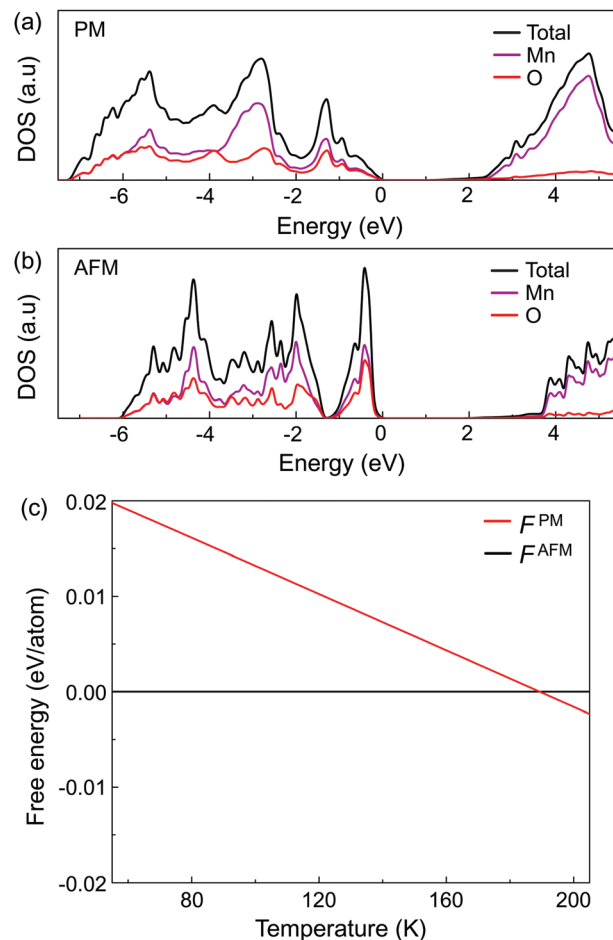 (a)
PM
Total
Mn
O
DOS (a.u)
-6 -4 -2 0 2 4
Energy (eV)
(b)
AFM
Total
Mn
O
DOS (a.u)
-6 -4 -2 0 2 4
Energy (eV)
(c)
F^PM
F^AFM
Free energy (eV/atom)
0.02
0.01
0.00
-0.01
-0.02
80 120 160 200
Temperature (K)